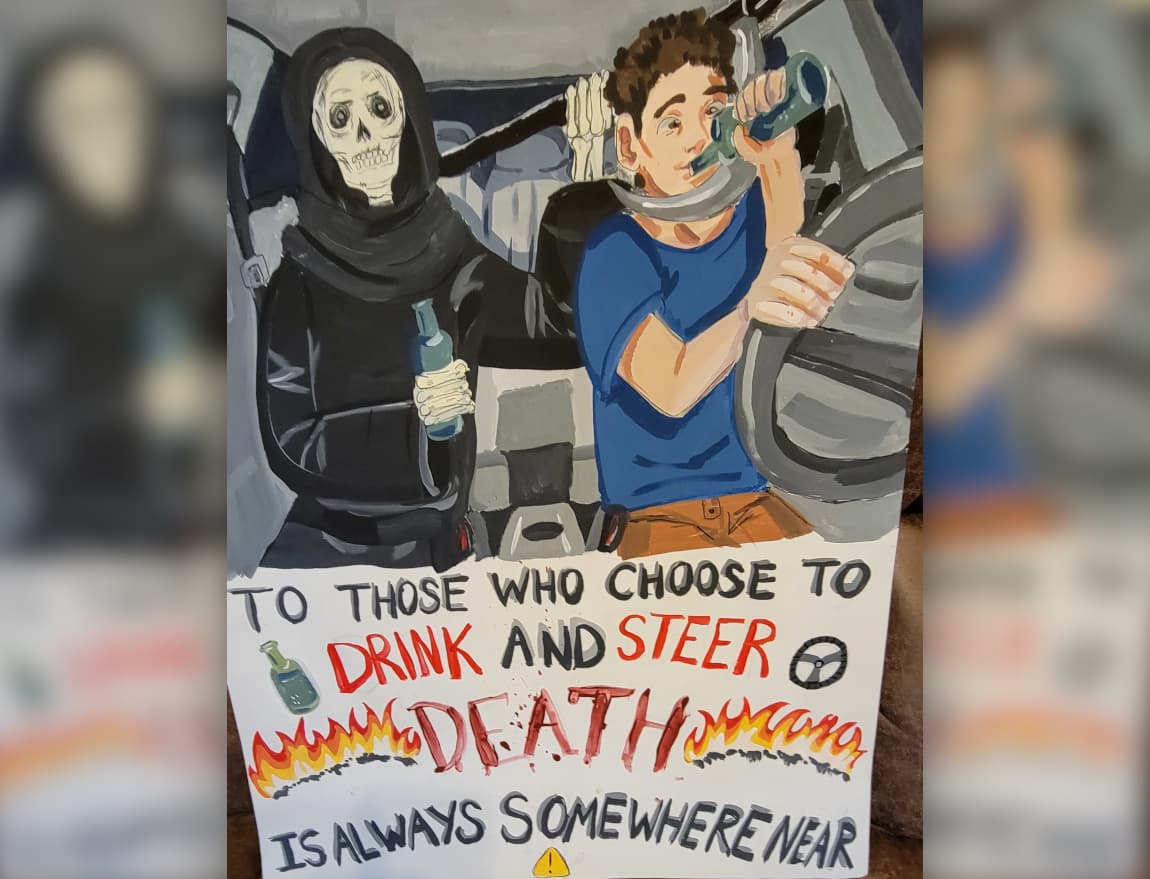 TO THOSE WHO CHOOSE TO
DRINK AND STEER
DEATH
IS ALWAYS SOMEWHERE NEAR
!